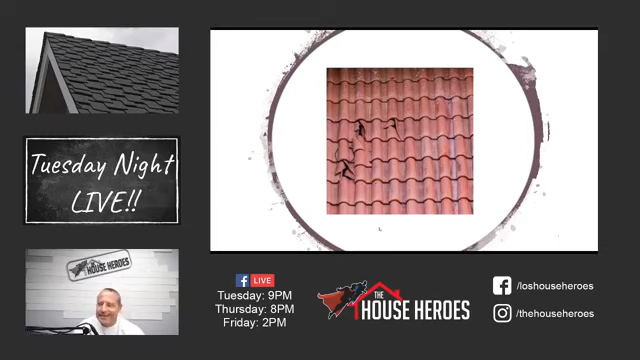 Tuesday Night
LIVE!!
THE
HOUSE HEROES
f LIVE
Tuesday: 9PM
Thursday: 8PM
Friday: 2PM
THE
HOUSE HEROES
/loshouseheroes
/thehouseheroes